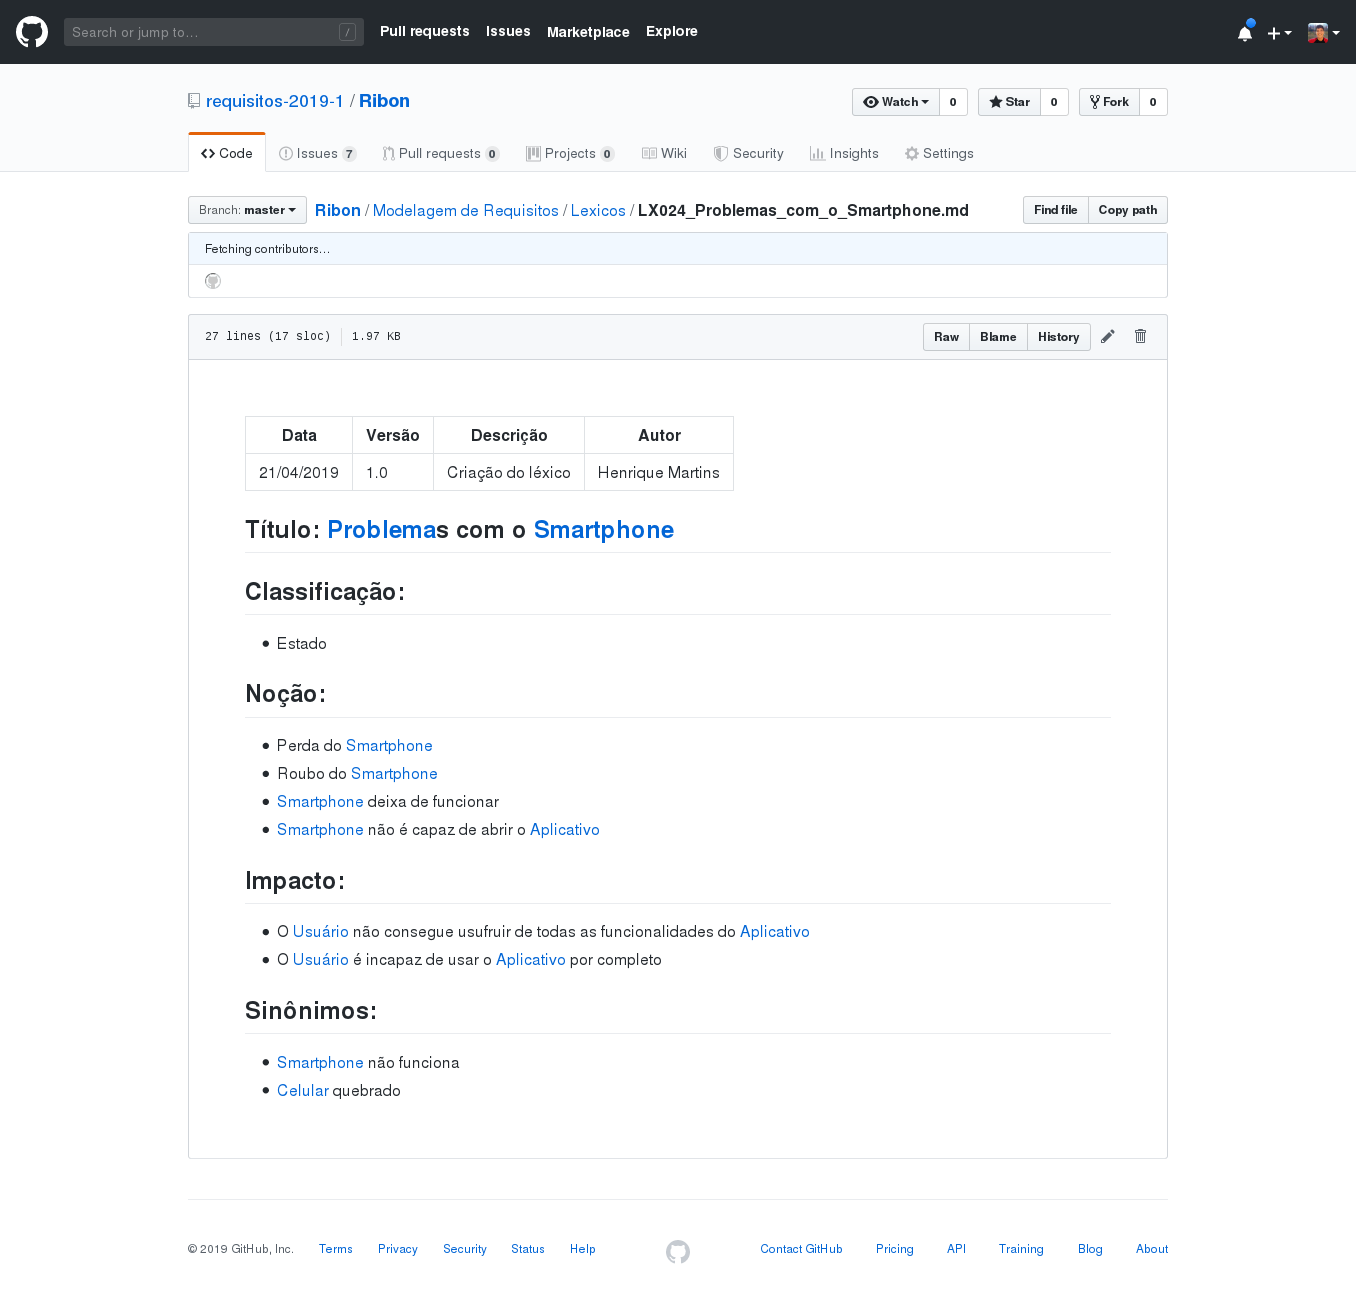 Search or jump to... / Pull requests Issues Marketplace Explore
requisitos-2019-1 / Ribon Watch 0 Star 0 Fork 0
Code Issues 7 Pull requests 0 Projects 0 Wiki Security Insights Settings
Branch: master Ribon / Modelagem de Requisitos / Lexicos / LX024_Problemas_com_o_Smartphone.md Find file Copy path
Fetching contributors...
27 lines (17 sloc) 1.97 KB Raw Blame History
Data Versão Descrição Autor
21/04/2019 1.0 Criação do léxico Henrique Martins
Título: Problemas com o Smartphone
Classificação:
• Estado
Noção:
• Perda do Smartphone
• Roubo do Smartphone
• Smartphone deixa de funcionar
• Smartphone não é capaz de abrir o Aplicativo
Impacto:
• O Usuário não consegue usufruir de todas as funcionalidades do Aplicativo
• O Usuário é incapaz de usar o Aplicativo por completo
Sinônimos:
• Smartphone não funciona
• Celular quebrado
© 2019 GitHub, Inc. Terms Privacy Security Status Help Contact GitHub Pricing API Training Blog About